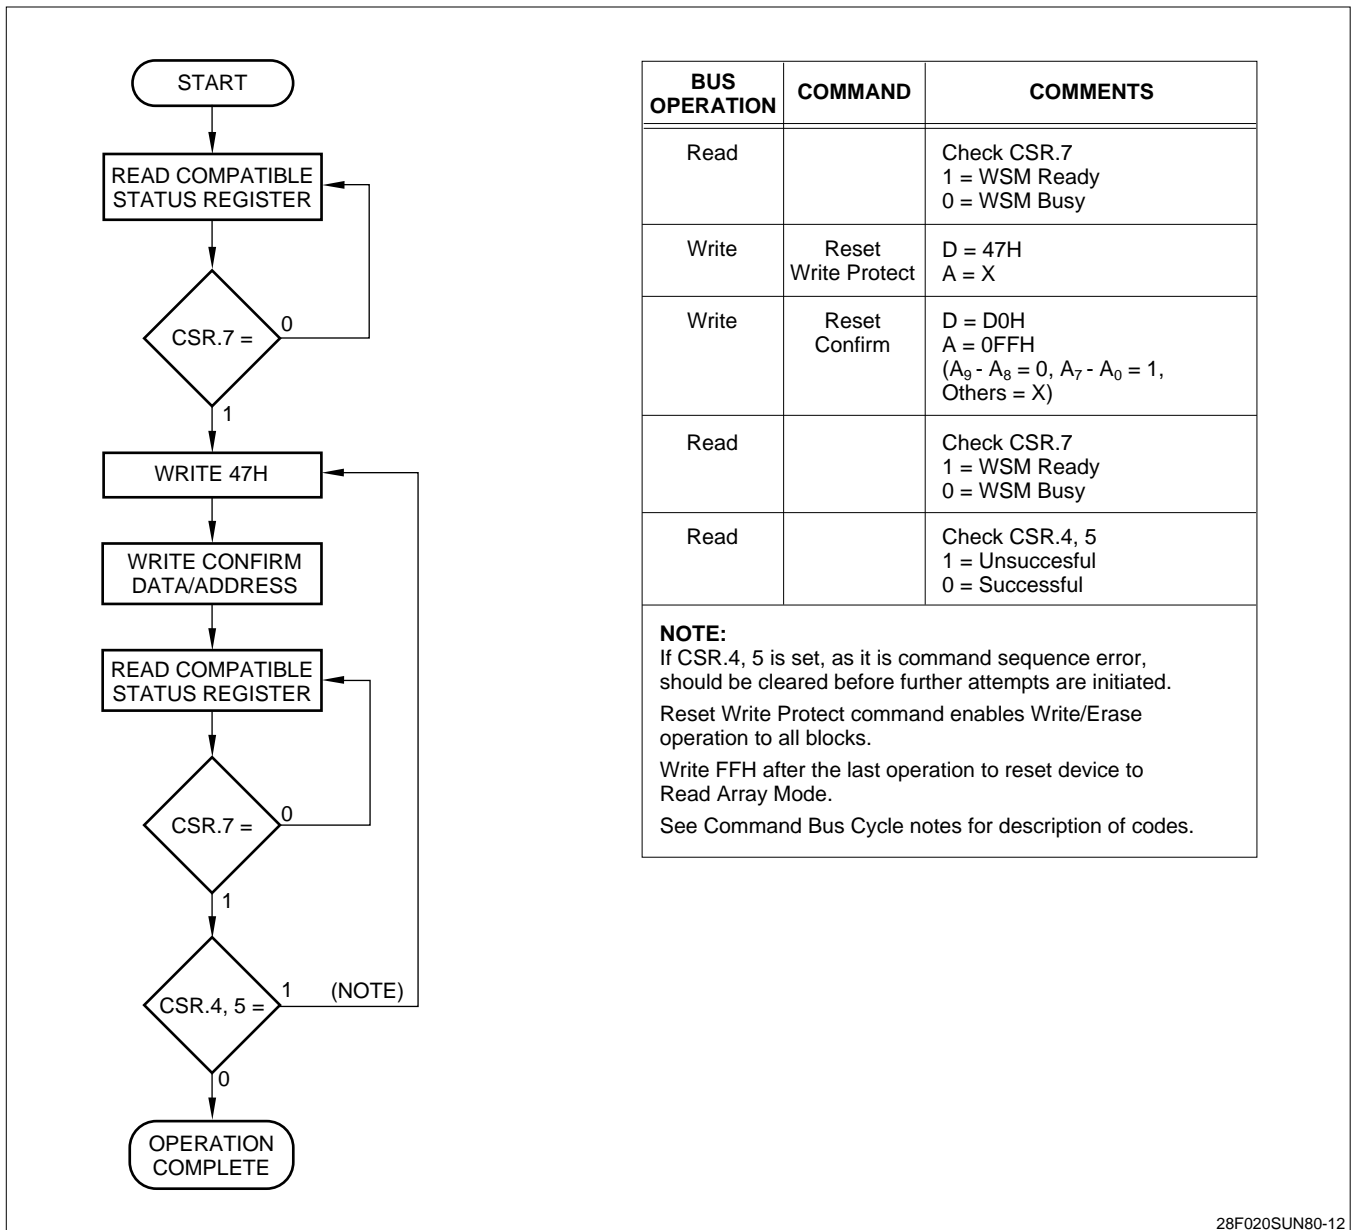 START
READ COMPATIBLE
STATUS REGISTER
CSR.7 =
0
1
WRITE 47H
WRITE CONFIRM
DATA/ADDRESS
READ COMPATIBLE
STATUS REGISTER
CSR.7 =
0
1
CSR.4, 5 =
1
(NOTE)
0
OPERATION
COMPLETE
BUS
OPERATION
COMMAND
COMMENTS
Read
Check CSR.7
1 = WSM Ready
0 = WSM Busy
Write
Reset
Write Protect
D = 47H
A = X
Write
Reset
Confirm
D = D0H
A = 0FFH
(A9 - A8 = 0, A7 - A0 = 1,
Others = X)
Read
Check CSR.7
1 = WSM Ready
0 = WSM Busy
Read
Check CSR.4, 5
1 = Unsuccesful
0 = Successful
NOTE:
If CSR.4, 5 is set, as it is command sequence error,
should be cleared before further attempts are initiated.
Reset Write Protect command enables Write/Erase
operation to all blocks.
Write FFH after the last operation to reset device to
Read Array Mode.
See Command Bus Cycle notes for description of codes.
28F020SUN80-12